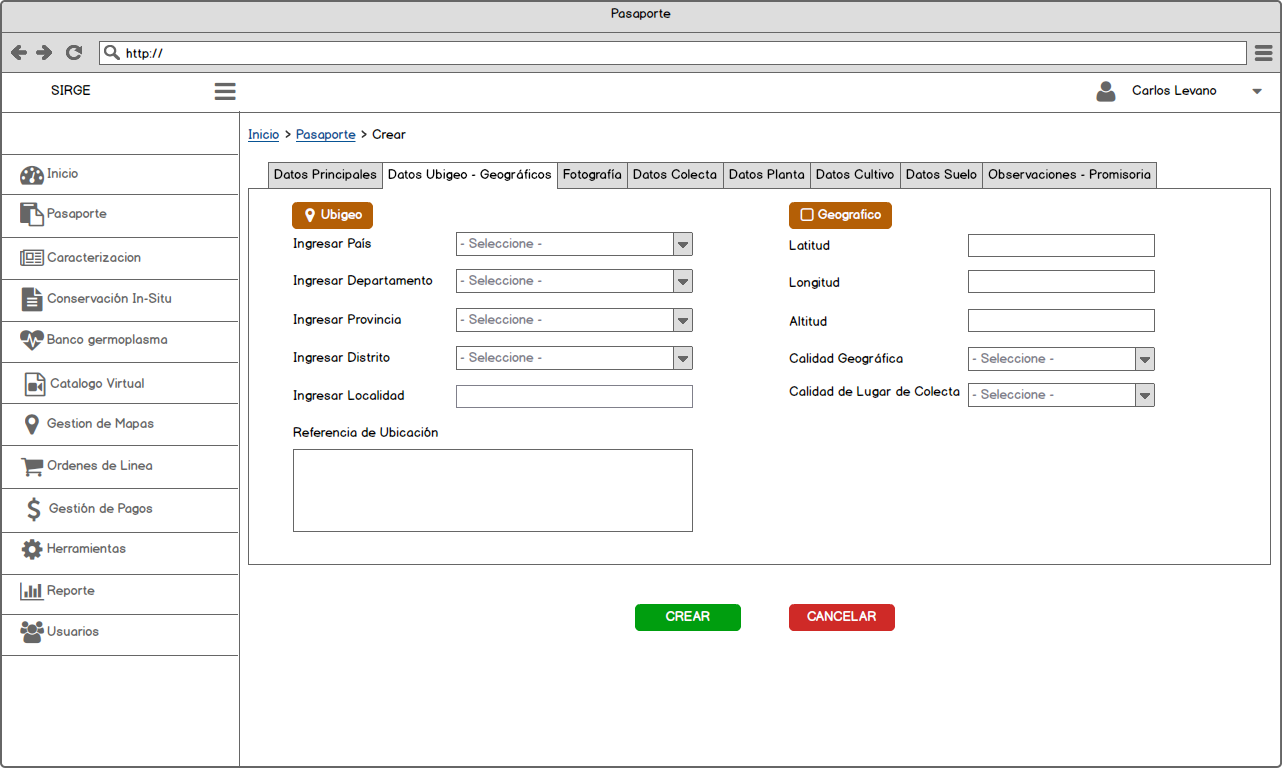 Pasaporte
http://
SIRGE
Carlos Levano
Inicio > Pasaporte > Crear
Inicio
Pasaporte
Caracterizacion
Conservación In-Situ
Banco germoplasma
Catalogo Virtual
Gestion de Mapas
Ordenes de Linea
Gestión de Pagos
Herramientas
Reporte
Usuarios
Datos Principales Datos Ubigeo - Geográficos Fotografía Datos Colecta Datos Planta Datos Cultivo Datos Suelo Observaciones - Promisoria
Ubigeo
Ingresar País - Seleccione -
Ingresar Departamento - Seleccione -
Ingresar Provincia - Seleccione -
Ingresar Distrito - Seleccione -
Ingresar Localidad
Referencia de Ubicación
Geografico
Latitud
Longitud
Altitud
Calidad Geográfica - Seleccione -
Calidad de Lugar de Colecta - Seleccione -
CREAR CANCELAR